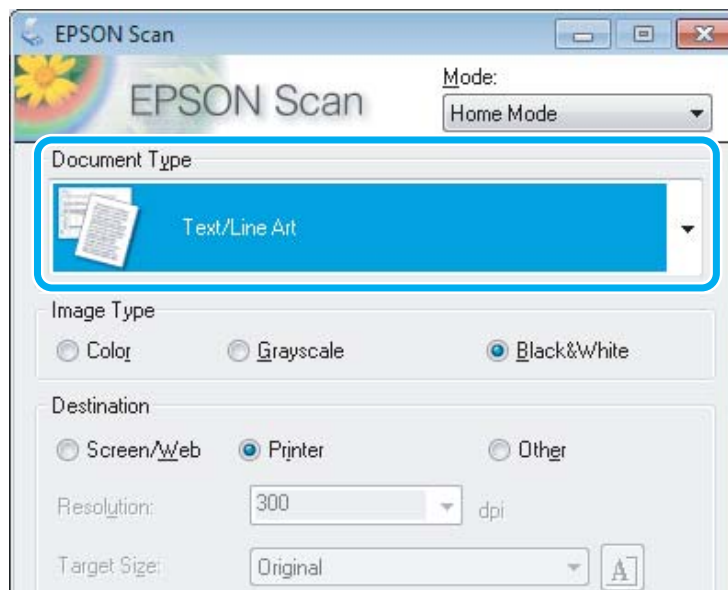 EPSON Scan
EPSON Scan
Mode:
Home Mode
Document Type
Text/Line Art
Image Type
Color Grayscale Black&White
Destination
Screen/Web Printer Other
Resolution: 300 dpi
Target Size: Original A